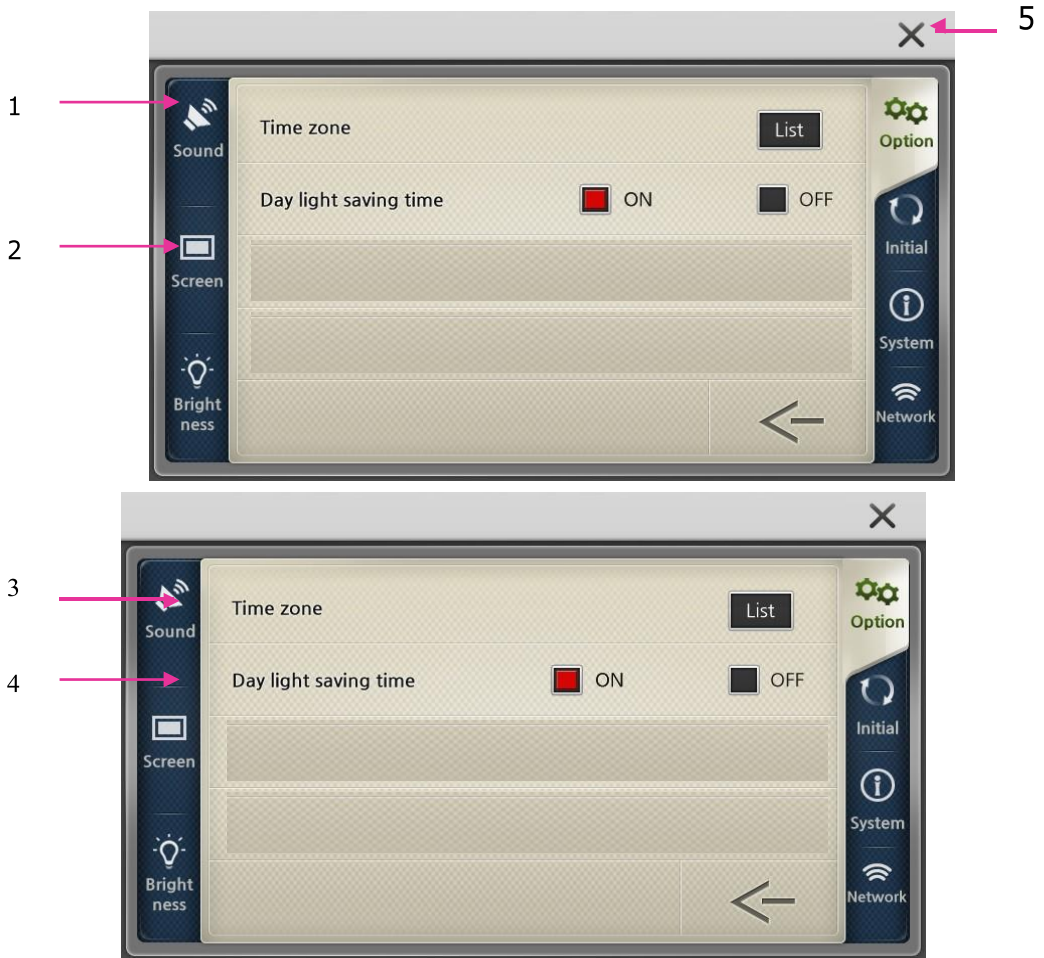 5
1
Sound
Time zone
List
Option
Day light saving time
ON
OFF
2
Screen
Initial
System
Bright
ness
Network
3
Sound
Time zone
List
Option
4
Day light saving time
ON
OFF
Screen
Initial
System
Bright
ness
Network